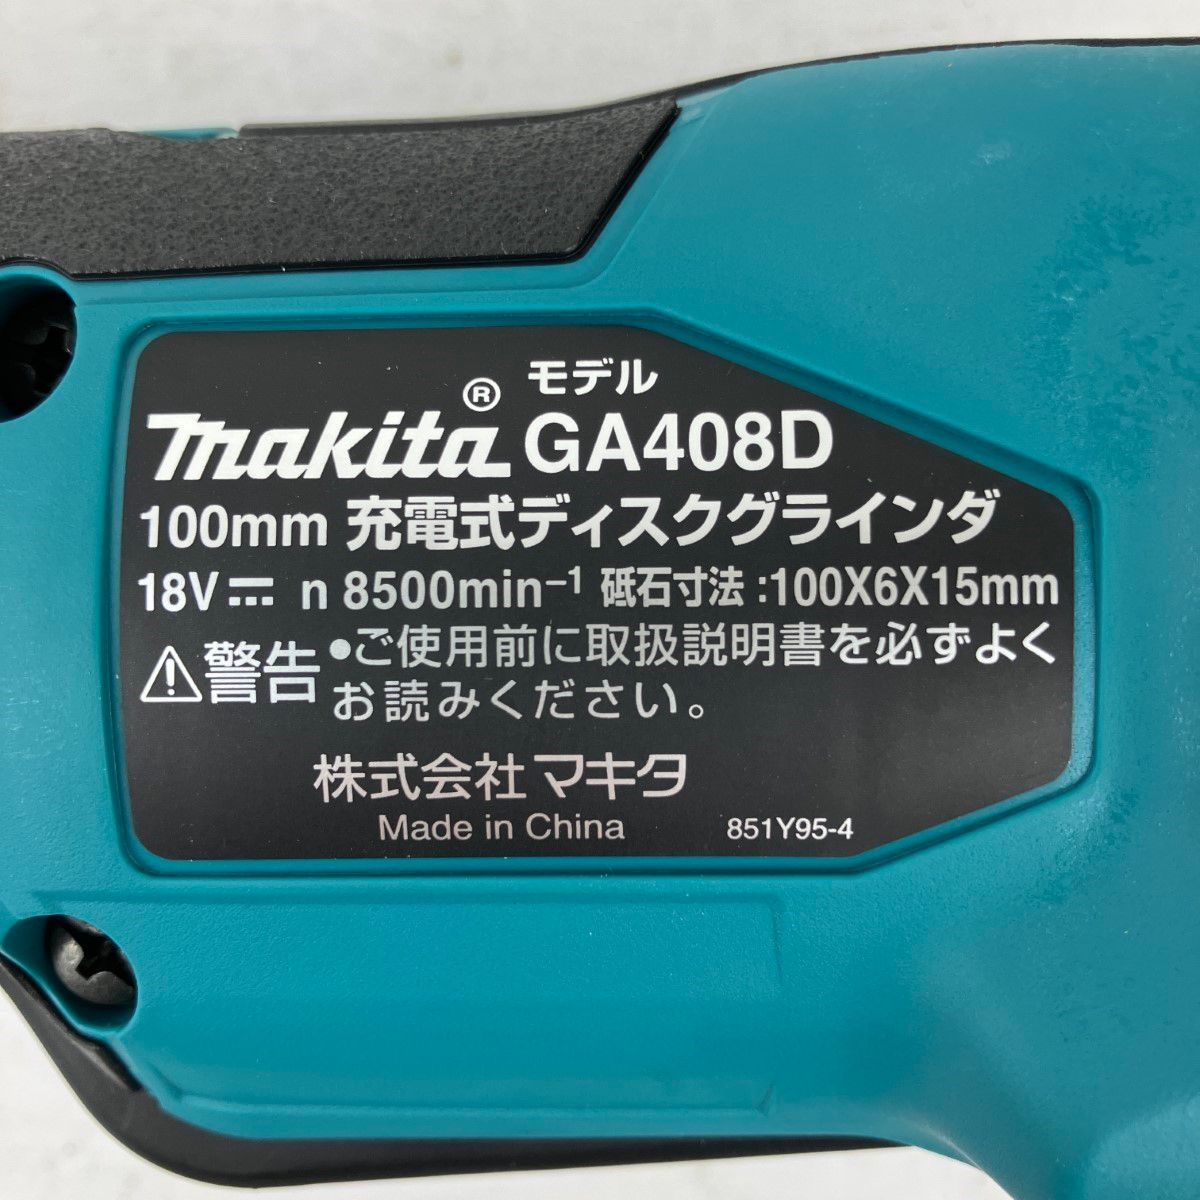 モデル
makita® GA408D
100mm 充電式ディスクグラインダ
18V⎓ n 8500min⁻¹ 砥石寸法:100X6X15mm
⚠警告 •ご使用前に取扱説明書を必ずよく
お読みください。
株式会社マキタ
Made in China 851Y95-4